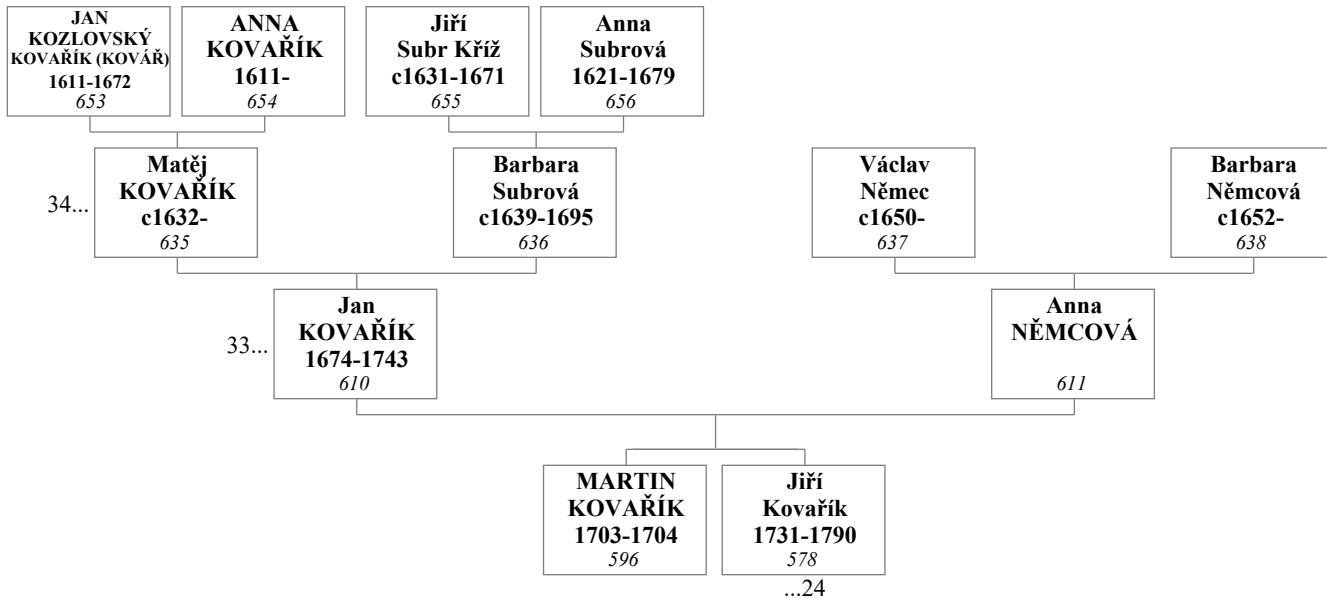 JAN
KOZLOVSKÝ
KOVAŘÍK (KOVÁŘ)
1611-1672
653
ANNA
KOVAŘÍK
1611-
654
Jiří
Subr Kříž
c1631-1671
655
Anna
Subrová
1621-1679
656
34...
Matěj
KOVAŘÍK
c1632-
635
Barbara
Subrová
c1639-1695
636
Václav
Němec
c1650-
637
Barbara
Němcová
c1652-
638
33...
Jan
KOVAŘÍK
1674-1743
610
Anna
NĚMCOVÁ
611
MARTIN
KOVAŘÍK
1703-1704
596
Jiří
Kovařík
1731-1790
578
...24